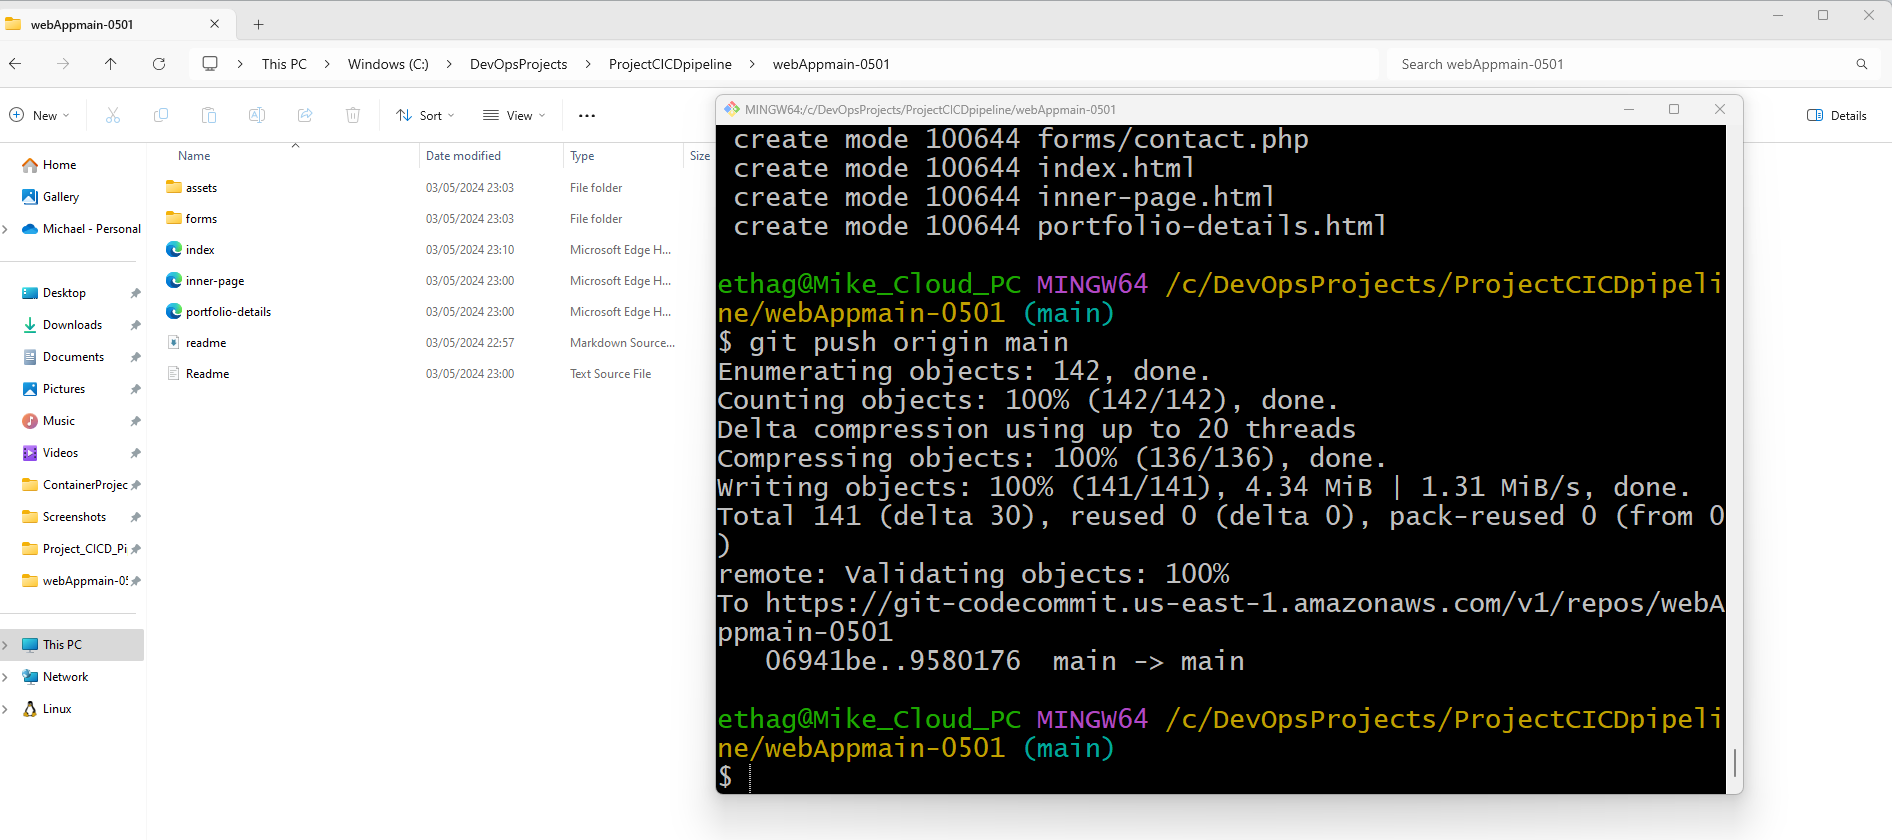 webAppmain-0501
This PC > Windows (C:) > DevOpsProjects > ProjectCICDpipeline > webAppmain-0501
Search webAppmain-0501
New
Sort
View
Details
Home
Gallery
Michael - Personal
Desktop
Downloads
Documents
Pictures
Music
Videos
ContainerProjec
Screenshots
Project_CICD_Pi
webAppmain-05
This PC
Network
Linux
Name Date modified Type Size
assets 03/05/2024 23:03 File folder
forms 03/05/2024 23:03 File folder
index 03/05/2024 23:10 Microsoft Edge H...
inner-page 03/05/2024 23:00 Microsoft Edge H...
portfolio-details 03/05/2024 23:00 Microsoft Edge H...
readme 03/05/2024 22:57 Markdown Source...
Readme 03/05/2024 23:00 Text Source File
MINGW64:/c/DevOpsProjects/ProjectCICDpipeline/webAppmain-0501
create mode 100644 forms/contact.php
create mode 100644 index.html
create mode 100644 inner-page.html
create mode 100644 portfolio-details.html
ethag@Mike_Cloud_PC MINGW64 /c/DevOpsProjects/ProjectCICDpipeli
ne/webAppmain-0501 (main)
$ git push origin main
Enumerating objects: 142, done.
Counting objects: 100% (142/142), done.
Delta compression using up to 20 threads
Compressing objects: 100% (136/136), done.
Writing objects: 100% (141/141), 4.34 MiB | 1.31 MiB/s, done.
Total 141 (delta 30), reused 0 (delta 0), pack-reused 0 (from 0
)
remote: Validating objects: 100%
To https://git-codecommit.us-east-1.amazonaws.com/v1/repos/webA
ppmain-0501
06941be..9580176 main -> main
ethag@Mike_Cloud_PC MINGW64 /c/DevOpsProjects/ProjectCICDpipeli
ne/webAppmain-0501 (main)
$